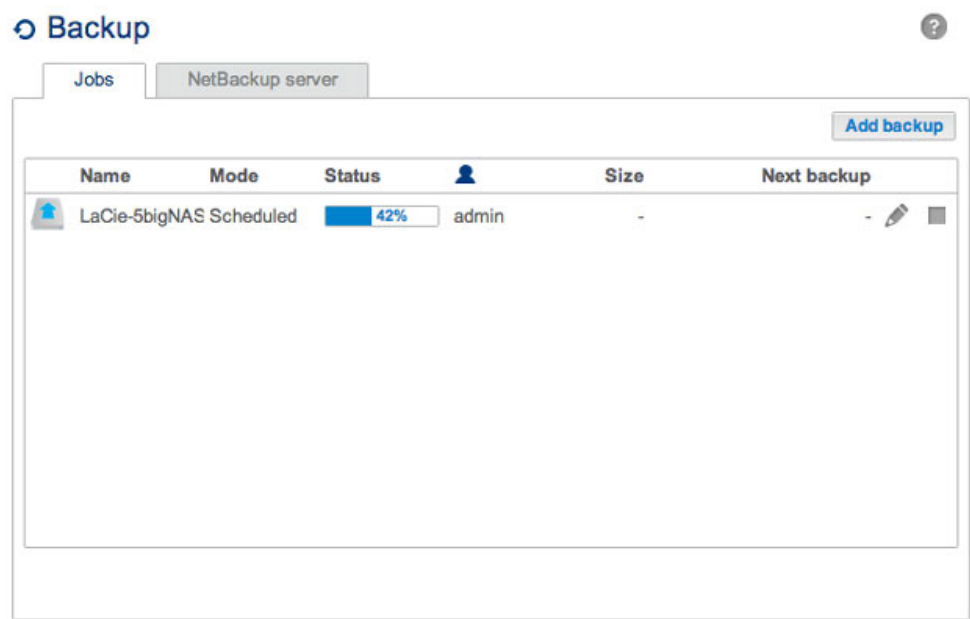 Backup
?
Jobs NetBackup server
Add backup
Name Mode Status Size Next backup
LaCie-5bigNAS Scheduled 42% admin - -